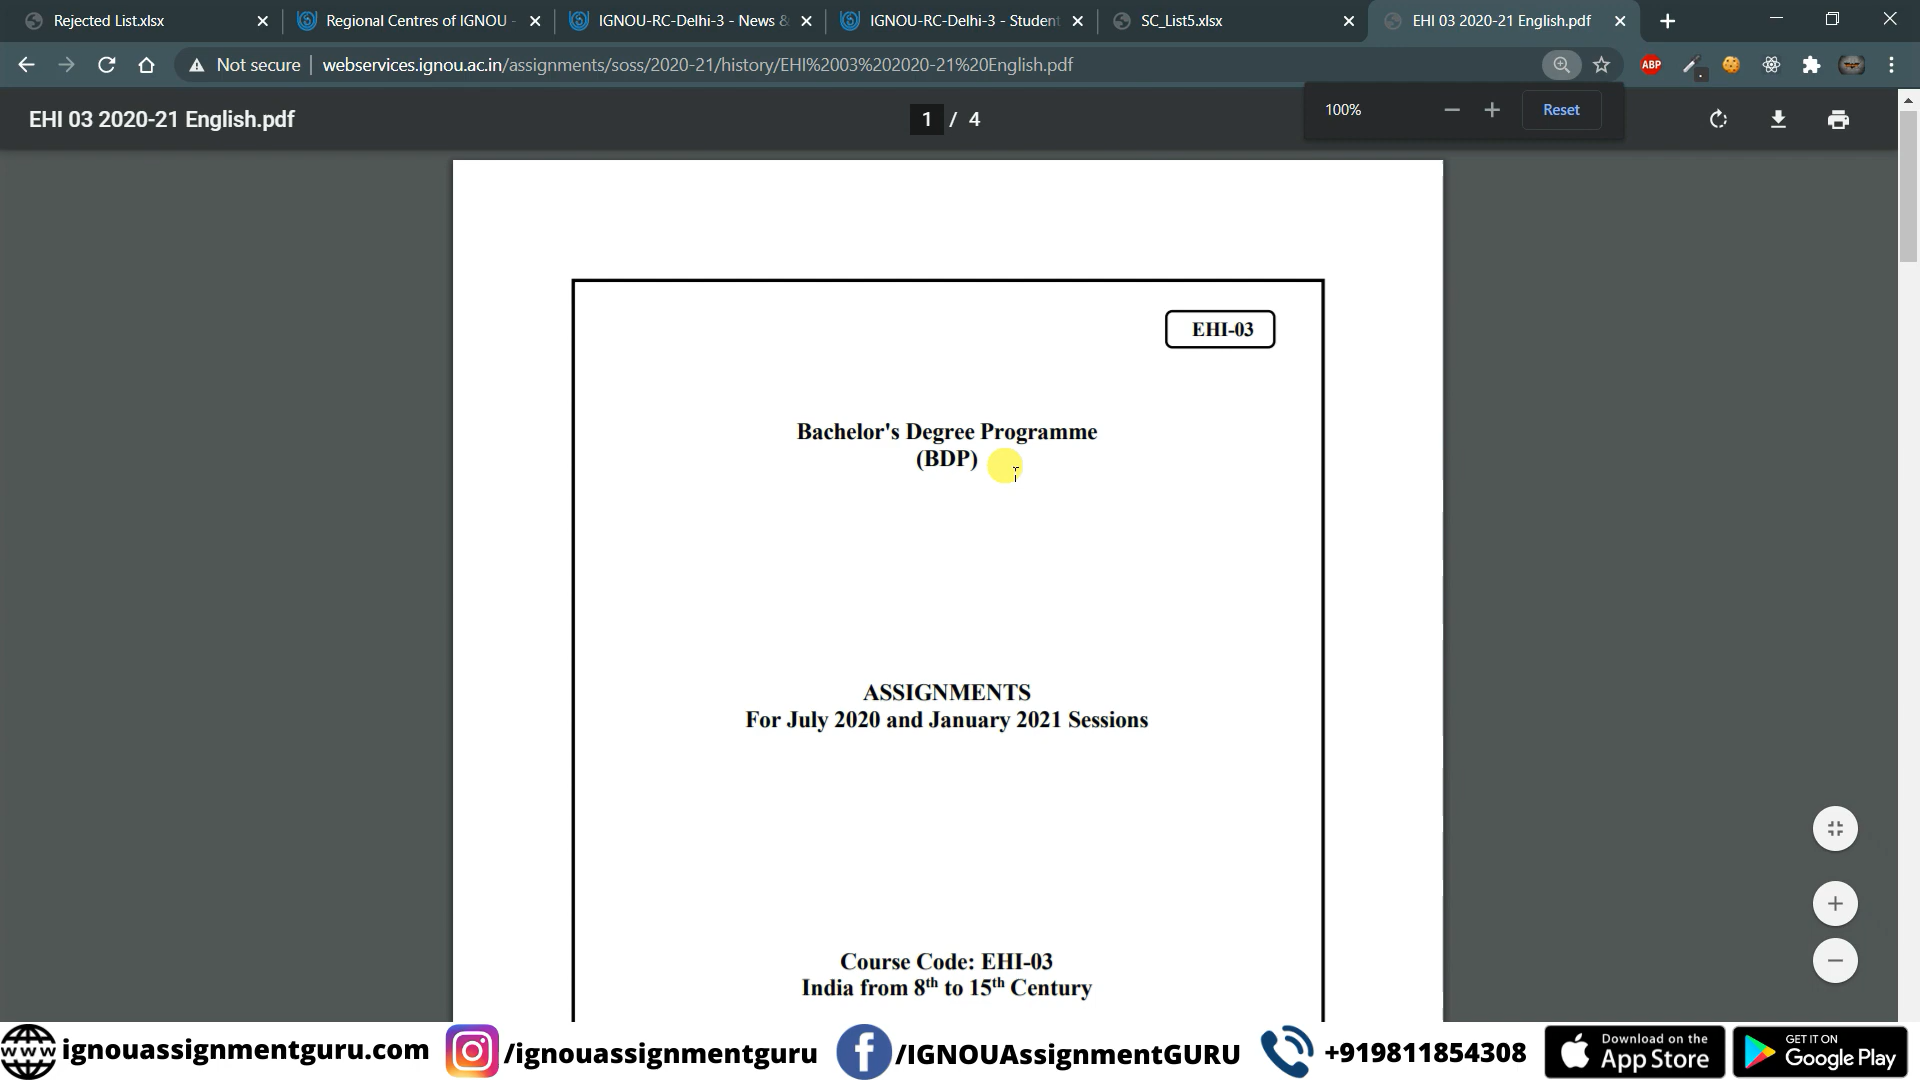 Rejected List.xlsx
Regional Centres of IGNOU -
IGNOU-RC-Delhi-3 - News &
IGNOU-RC-Delhi-3 - Student
SC_List5.xlsx
EHI 03 2020-21 English.pdf
Not secure
webservices.ignou.ac.in/assignments/soss/2020-21/history/EHI%2003%202020-21%20English.pdf
ABP
EHI 03 2020-21 English.pdf
1 / 4
100%
Reset
EHI-03
Bachelor's Degree Programme
(BDP)
ASSIGNMENTS
For July 2020 and January 2021 Sessions
Course Code: EHI-03
India from 8th to 15th Century
www
ignouassignmentguru.com
/ignouassignmentguru
/IGNOUAssignmentGURU
+919811854308
Download on the
App Store
GET IT ON
Google Play